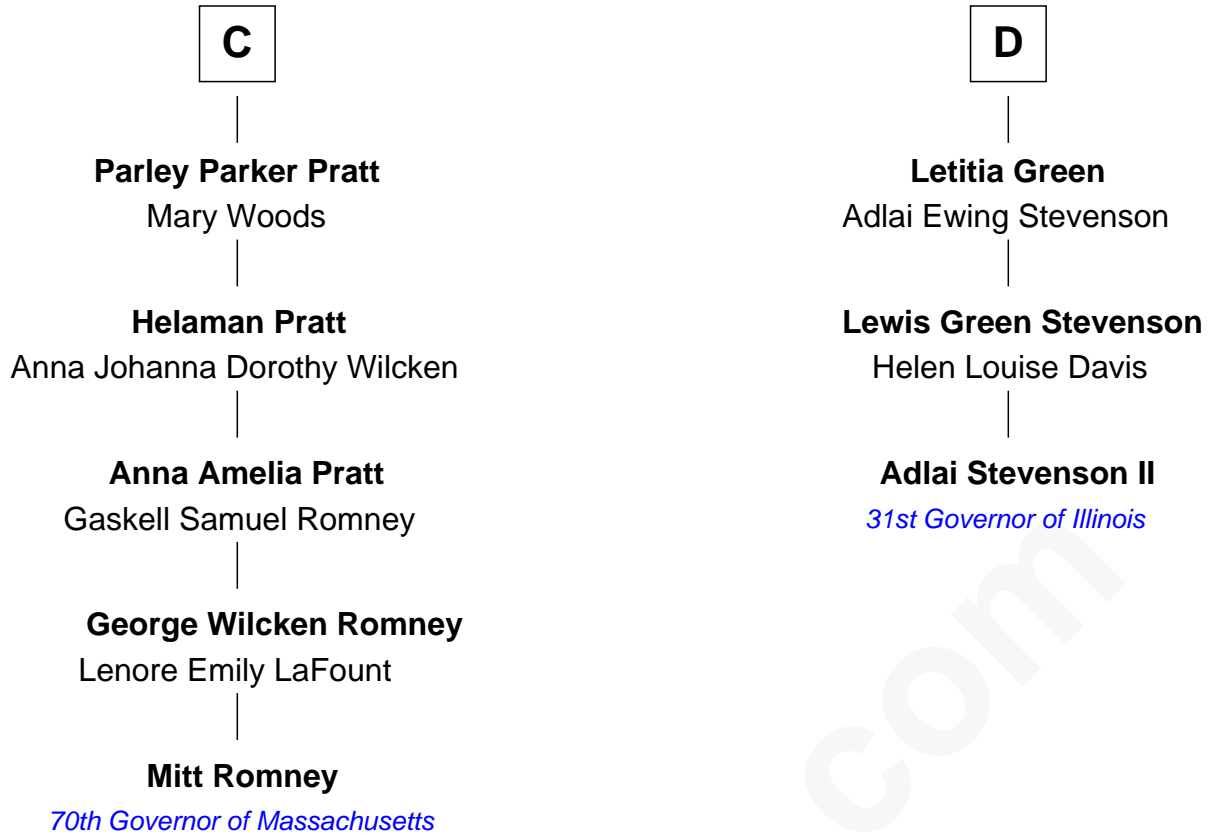 C
Parley Parker Pratt
Mary Woods
Helaman Pratt
Anna Johanna Dorothy Wilcken
Anna Amelia Pratt
Gaskell Samuel Romney
George Wilcken Romney
Lenore Emily LaFount
Mitt Romney
70th Governor of Massachusetts
D
Letitia Green
Adlai Ewing Stevenson
Lewis Green Stevenson
Helen Louise Davis
Adlai Stevenson II
31st Governor of Illinois
com